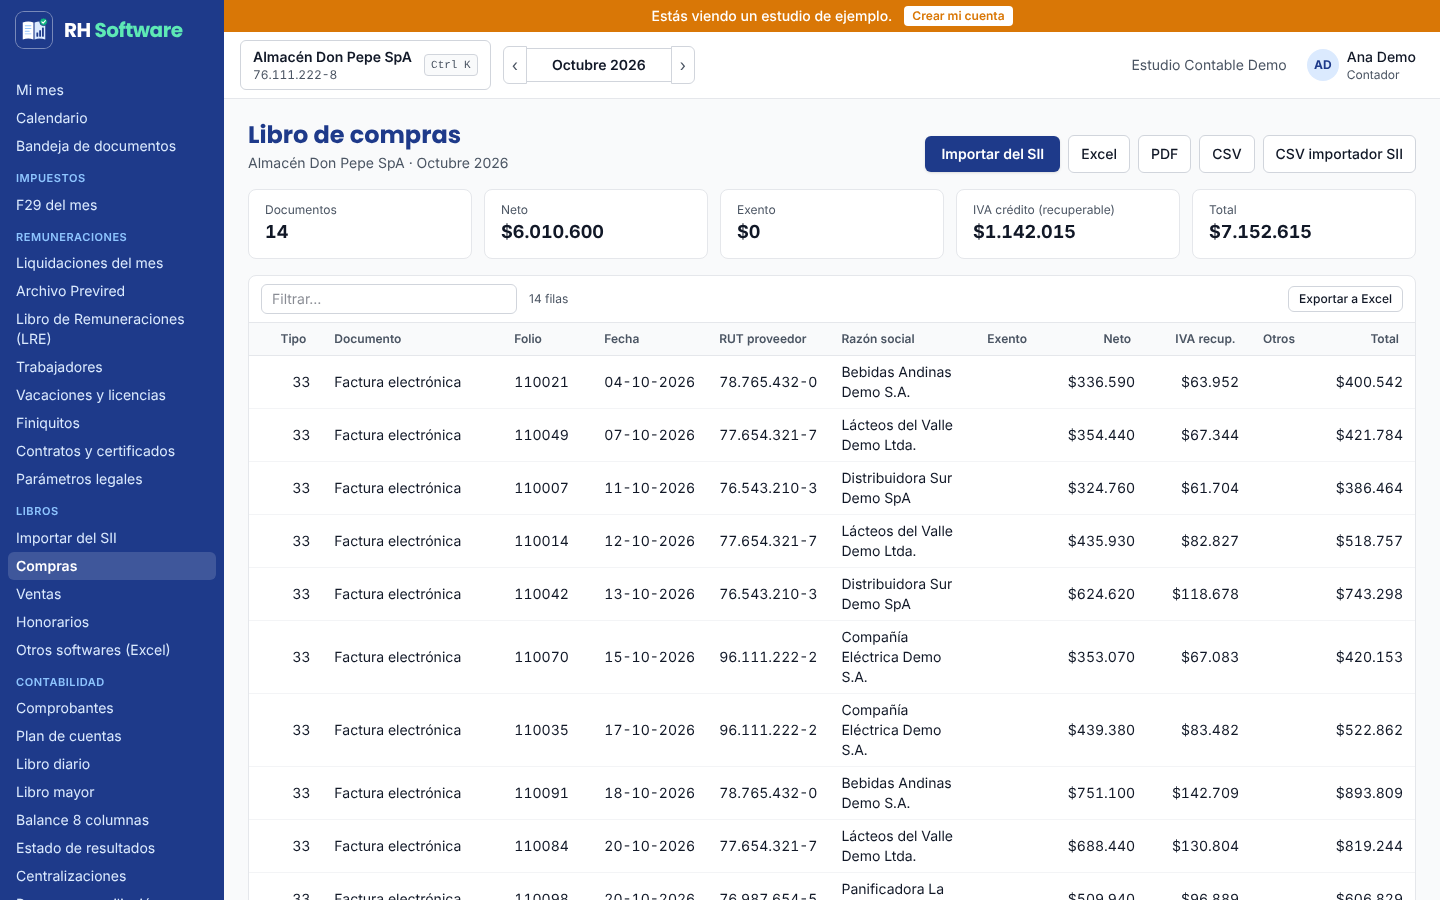 Estás viendo un estudio de ejemplo. Crear mi cuenta
RH Software
Almacén Don Pepe SpA
76.111.222-8
Ctrl K
‹ Octubre 2026 ›
Estudio Contable Demo
AD
Ana Demo
Contador
Mi mes
Calendario
Bandeja de documentos
IMPUESTOS
F29 del mes
REMUNERACIONES
Liquidaciones del mes
Archivo Previred
Libro de Remuneraciones
(LRE)
Trabajadores
Vacaciones y licencias
Finiquitos
Contratos y certificados
Parámetros legales
LIBROS
Importar del SII
Compras
Ventas
Honorarios
Otros softwares (Excel)
CONTABILIDAD
Comprobantes
Plan de cuentas
Libro diario
Libro mayor
Balance 8 columnas
Estado de resultados
Centralizaciones
Libro de compras
Almacén Don Pepe SpA · Octubre 2026
Importar del SII Excel PDF CSV CSV importador SII
Documentos
14
Neto
$6.010.600
Exento
$0
IVA crédito (recuperable)
$1.142.015
Total
$7.152.615
Filtrar... 14 filas Exportar a Excel
Tipo Documento Folio Fecha RUT proveedor Razón social Exento Neto IVA recup. Otros Total
33 Factura electrónica 110021 04-10-2026 78.765.432-0 Bebidas Andinas Demo S.A. $336.590 $63.952 $400.542
33 Factura electrónica 110049 07-10-2026 77.654.321-7 Lácteos del Valle Demo Ltda. $354.440 $67.344 $421.784
33 Factura electrónica 110007 11-10-2026 76.543.210-3 Distribuidora Sur Demo SpA $324.760 $61.704 $386.464
33 Factura electrónica 110014 12-10-2026 77.654.321-7 Lácteos del Valle Demo Ltda. $435.930 $82.827 $518.757
33 Factura electrónica 110042 13-10-2026 76.543.210-3 Distribuidora Sur Demo SpA $624.620 $118.678 $743.298
33 Factura electrónica 110070 15-10-2026 96.111.222-2 Compañía Eléctrica Demo S.A. $353.070 $67.083 $420.153
33 Factura electrónica 110035 17-10-2026 96.111.222-2 Compañía Eléctrica Demo S.A. $439.380 $83.482 $522.862
33 Factura electrónica 110091 18-10-2026 78.765.432-0 Bebidas Andinas Demo S.A. $751.100 $142.709 $893.809
33 Factura electrónica 110084 20-10-2026 77.654.321-7 Lácteos del Valle Demo Ltda. $688.440 $130.804 $819.244
33 Factura electrónica 110098 20-10-2026 76.987.654-5 Panificadora La $509.940 $96.889 $606.829